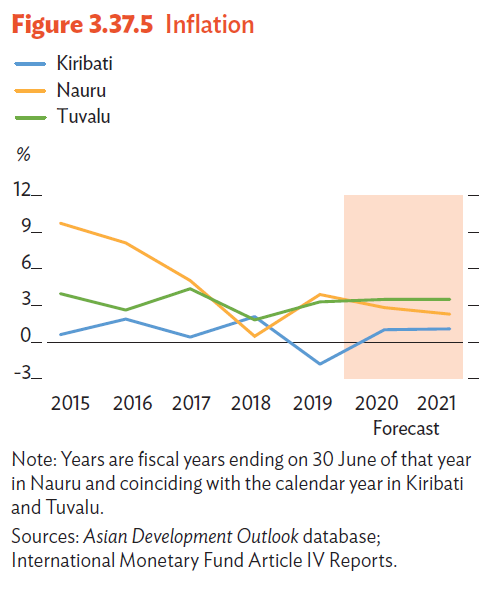 Figure 3.37.5 Inflation
Kiribati
Nauru
Tuvalu
%
12
9
6
3
0
-3
2015 2016 2017 2018 2019 2020 2021
Forecast
Note: Years are fiscal years ending on 30 June of that year
in Nauru and coinciding with the calendar year in Kiribati
and Tuvalu.
Sources: Asian Development Outlook database;
International Monetary Fund Article IV Reports.